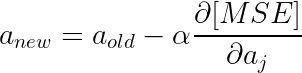 $a_{new} = a_{old} - \alpha \frac{\partial [MSE]}{\partial a_j}$